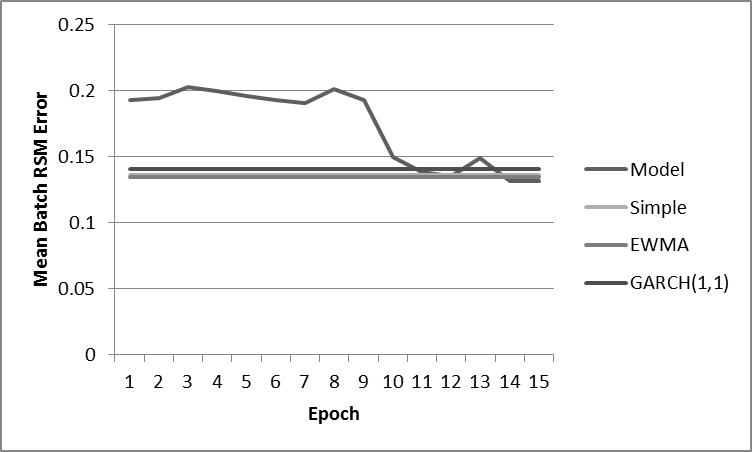 Mean Batch RSM Error
0.25
0.2
0.15
0.1
0.05
0
1 2 3 4 5 6 7 8 9 10 11 12 13 14 15
Epoch
Model
Simple
EWMA
GARCH(1,1)